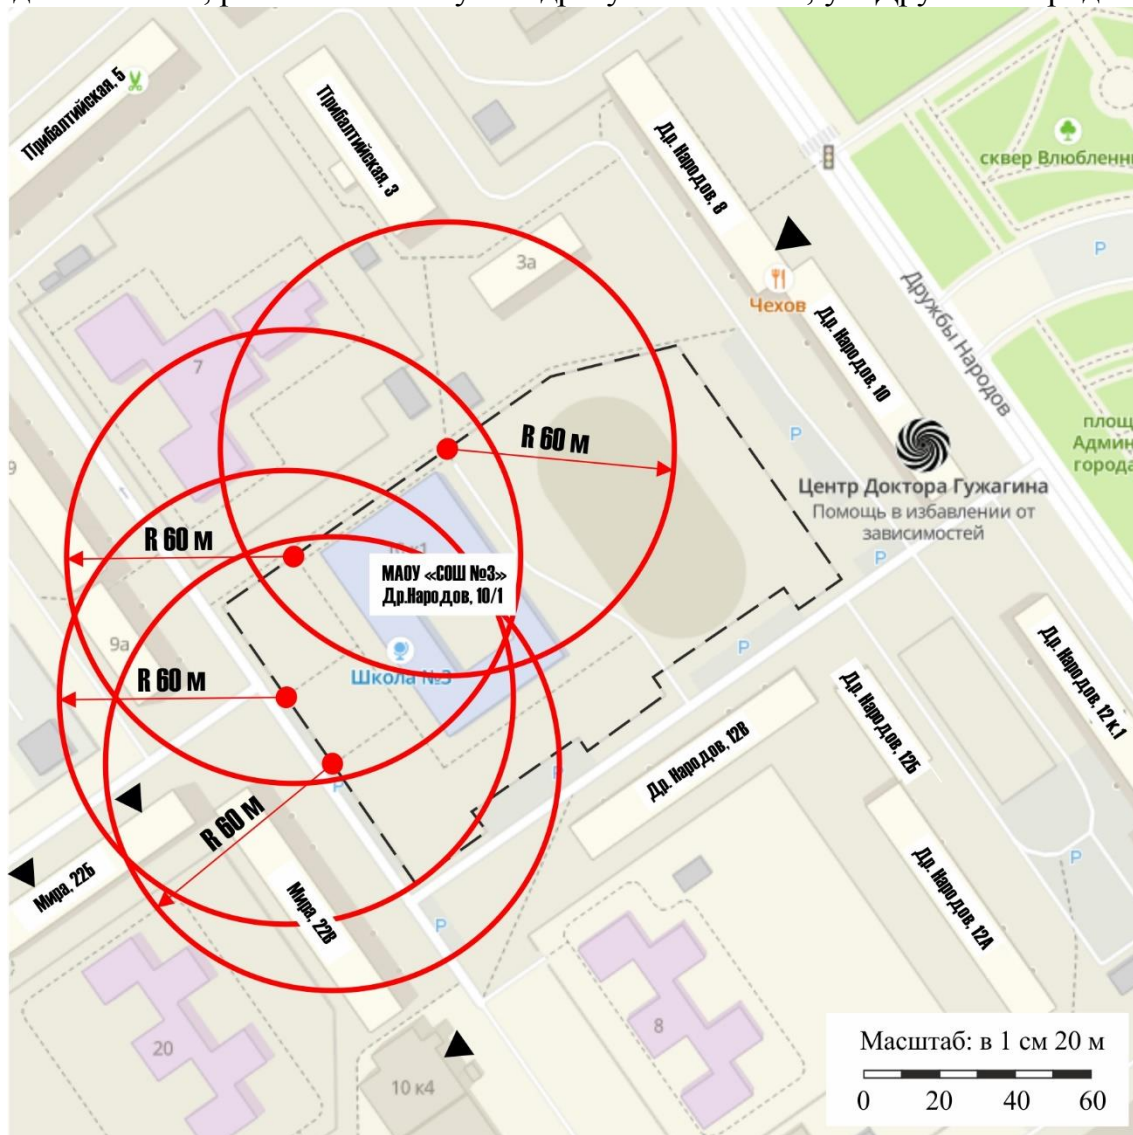 Прибалтийская, 5
Прибалтийская, 3
Др. Народов, 8
сквер Влюбленн
P
3а
Чехов
Др. Народов, 10
Дружбы Народов
7
R 60 м
P
площ
Админ
города
Центр Доктора Гужагина
Помощь в избавлении от
зависимостей
9
R 60 м
МАОУ «СОШ №3»
Др.Народов, 10/1
P
9а
Школа №3
R 60 м
P
Др. Народов, 12Б
Др. Народов, 12 к.1
Др. Народов, 12В
P
P
R 60 м
Мира, 22Б
Мира, 22В
P
P
Др. Народов, 12А
20
8
10 к4
Масштаб: в 1 см 20 м
0 20 40 60